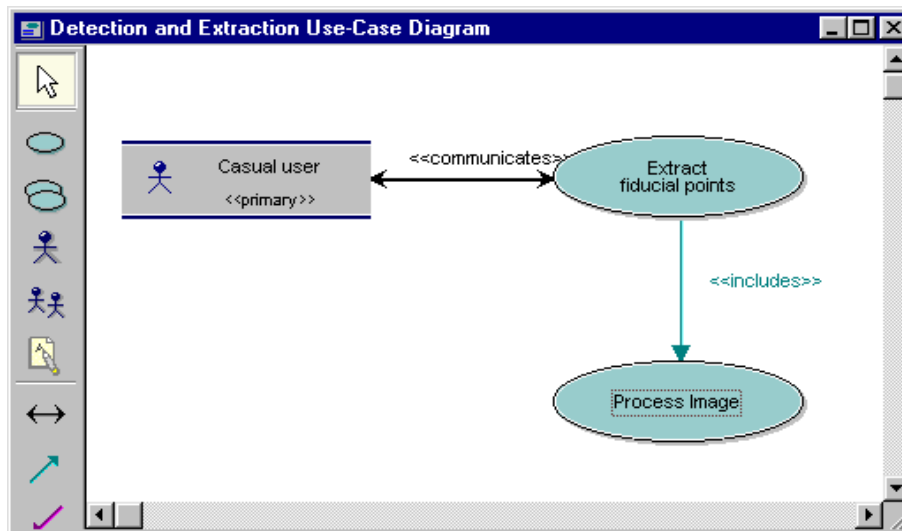 Detection and Extraction Use-Case Diagram
Casual user
<<primary>>
<<communicates>>
Extract
fiducial points
<<includes>>
Process Image